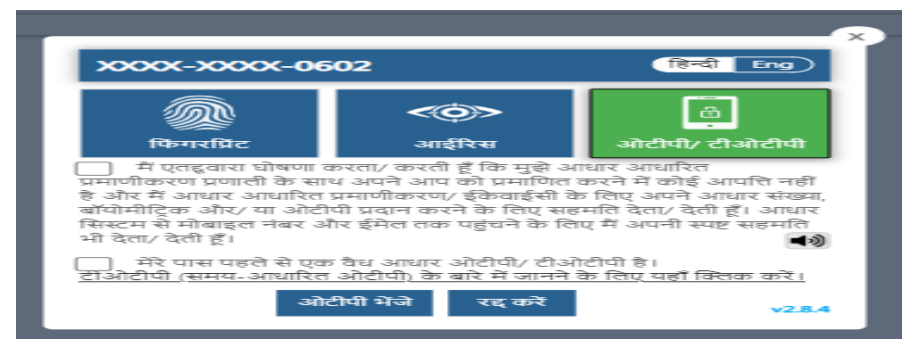 x
XXXX-XXXX-0602
हिन्दी Eng
फिंगरप्रिंट आईरिस ओटीपी/ टीओटीपी
मैं एतद्द्वारा घोषणा करता/ करती हूँ कि मुझे आधार आधारित
प्रमाणीकरण प्रणाली के साथ अपने आप को प्रमाणित करने में कोई आपत्ति नहीं
है और मैं आधार आधारित प्रमाणीकरण/ ईकेवाईसी के लिए अपने आधार संख्या,
बॉयोमीट्रिक और/ या ओटीपी प्रदान करने के लिए सहमति देता/ देती हूँ। आधार
सिस्टम से मोबाइल नंबर और ईमेल तक पहुंचने के लिए मैं अपनी स्पष्ट सहमति
भी देता/ देती हूँ।
मेरे पास पहले से एक वैध आधार ओटीपी/ टीओटीपी है।
टीओटीपी (समय-आधारित ओटीपी) के बारे में जानने के लिए यहाँ क्लिक करें।
ओटीपी भेंजे रद्द करें
v2.8.4